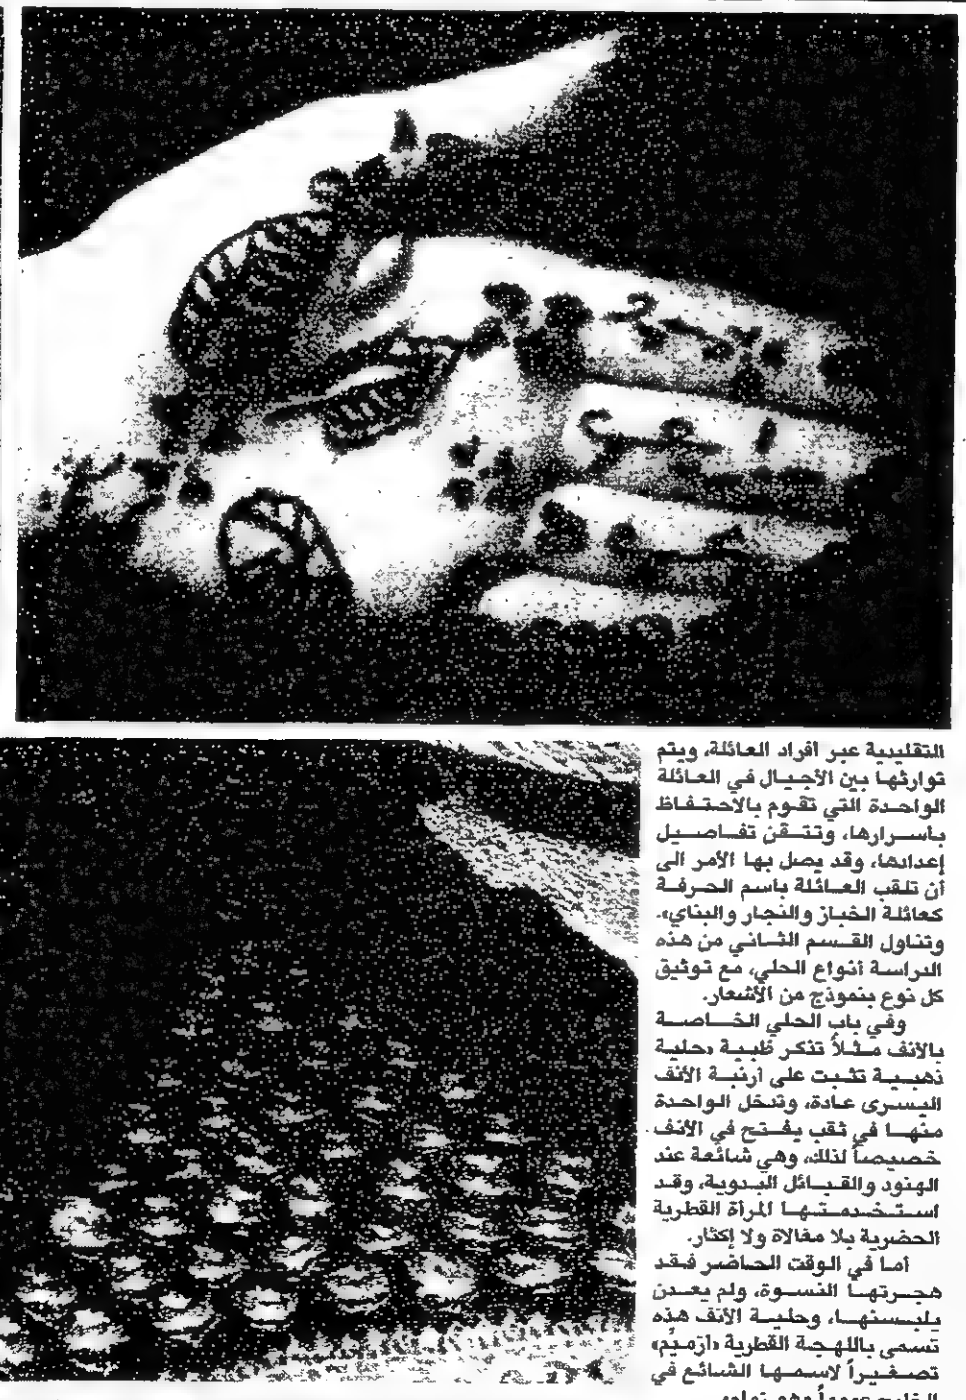 التقليدية عبر أفراد العائلة، ويتم
توارثها بين الأجيال في العائلة
الواحدة التي تقوم بالاحتفاظ
بأسرارها، وتتقن تفاصيل
إعدادها، وقد يصل بها الأمر الى
أن تلقب العائلة باسم الحرفة
كعائلة الخباز والنجار والبناي».
وتناول القسم الثاني من هذه
الدراسة أنواع الحلي، مع توثيق
كل نوع بنموذج من الأشعار.
وفي باب الحلي الخاصة
بالأنف مثلاً تذكر ظبية «حلية
ذهبية تثبت على أرنبة الأنف
اليسرى عادة، وتدخل الواحدة
منها في ثقب يفتح في الأنف
خصيصاً لذلك، وهي شائعة عند
الهنود والقبائل البدوية، وقد
استخدمتها المرأة القطرية
الحضرية بلا مغالاة ولا إكثار.
أما في الوقت الحاضر فقد
هجرتها النسوة، ولم يعدن
يلبسنها، وحلية الأنف هذه
تسمى باللهجة القطرية «ازميّم»
تصغيراً لاسمها الشائع في